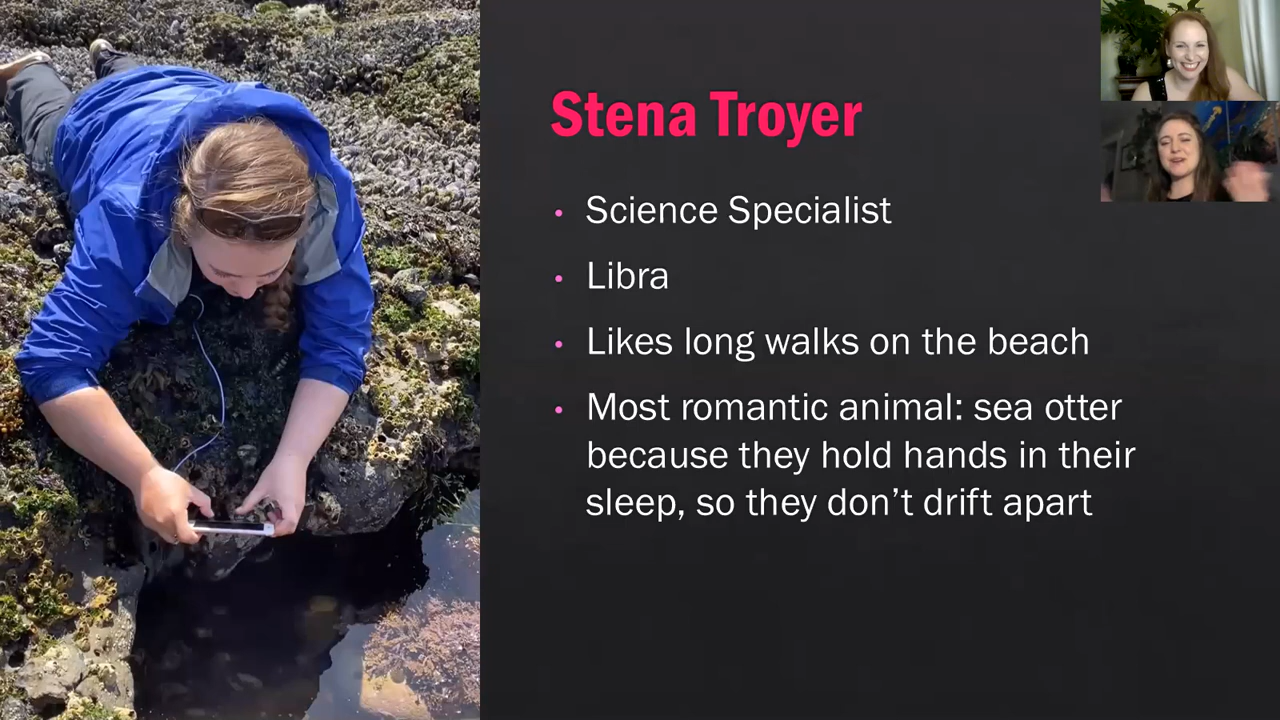 Stena Troyer
• Science Specialist
• Libra
• Likes long walks on the beach
• Most romantic animal: sea otter
because they hold hands in their
sleep, so they don’t drift apart